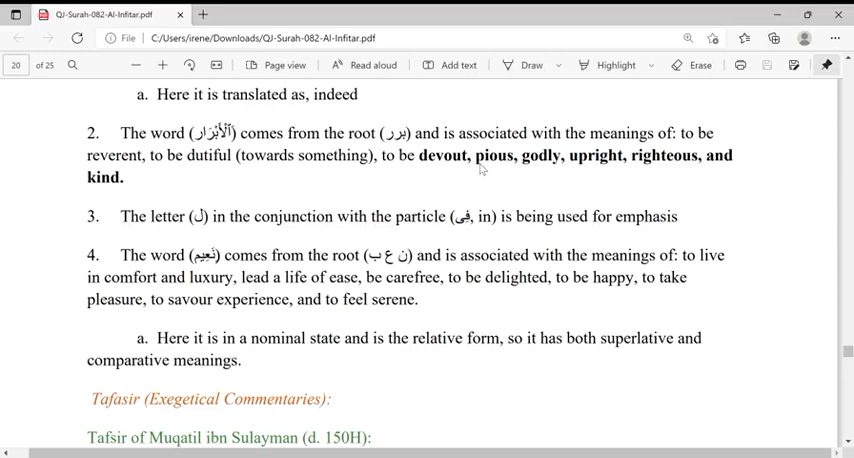 QJ-Surah-082-Al-Infitar.pdf
File C:/Users/irene/Downloads/QJ-Surah-082-Al-Infitar.pdf
20 of 25 Page view Read aloud Add text Draw Highlight Erase
a. Here it is translated as, indeed
2. The word (ٱلْأَبْرَار) comes from the root (برر) and is associated with the meanings of: to be
reverent, to be dutiful (towards something), to be devout, pious, godly, upright, righteous, and
kind.
3. The letter (ل) in the conjunction with the particle (فِى, in) is being used for emphasis
4. The word (نَعِيم) comes from the root (ن ع ب) and is associated with the meanings of: to live
in comfort and luxury, lead a life of ease, be carefree, to be delighted, to be happy, to take
pleasure, to savour experience, and to feel serene.
a. Here it is in a nominal state and is the relative form, so it has both superlative and
comparative meanings.
Tafasir (Exegetical Commentaries):
Tafsir of Muqatil ibn Sulayman (d. 150H):